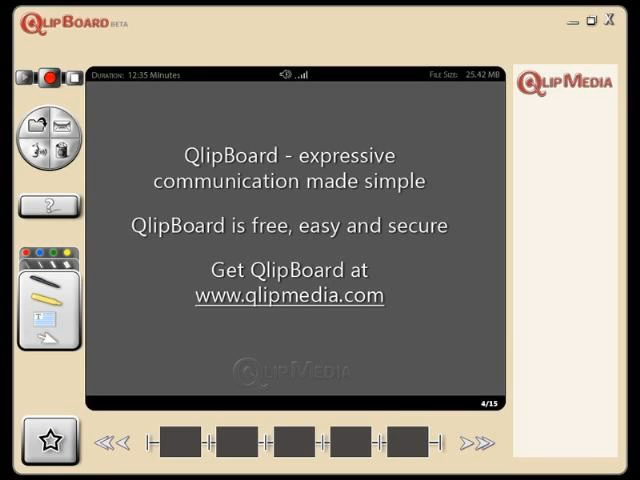 QLIPBOARD BETA
X
DURATION: 12:35 MINUTES
FILE SIZE: 25.42 MB
QLIPMEDIA
QlipBoard - expressive
communication made simple
QlipBoard is free, easy and secure
Get QlipBoard at
www.qlipmedia.com
QLIPMEDIA
4/15
?
T